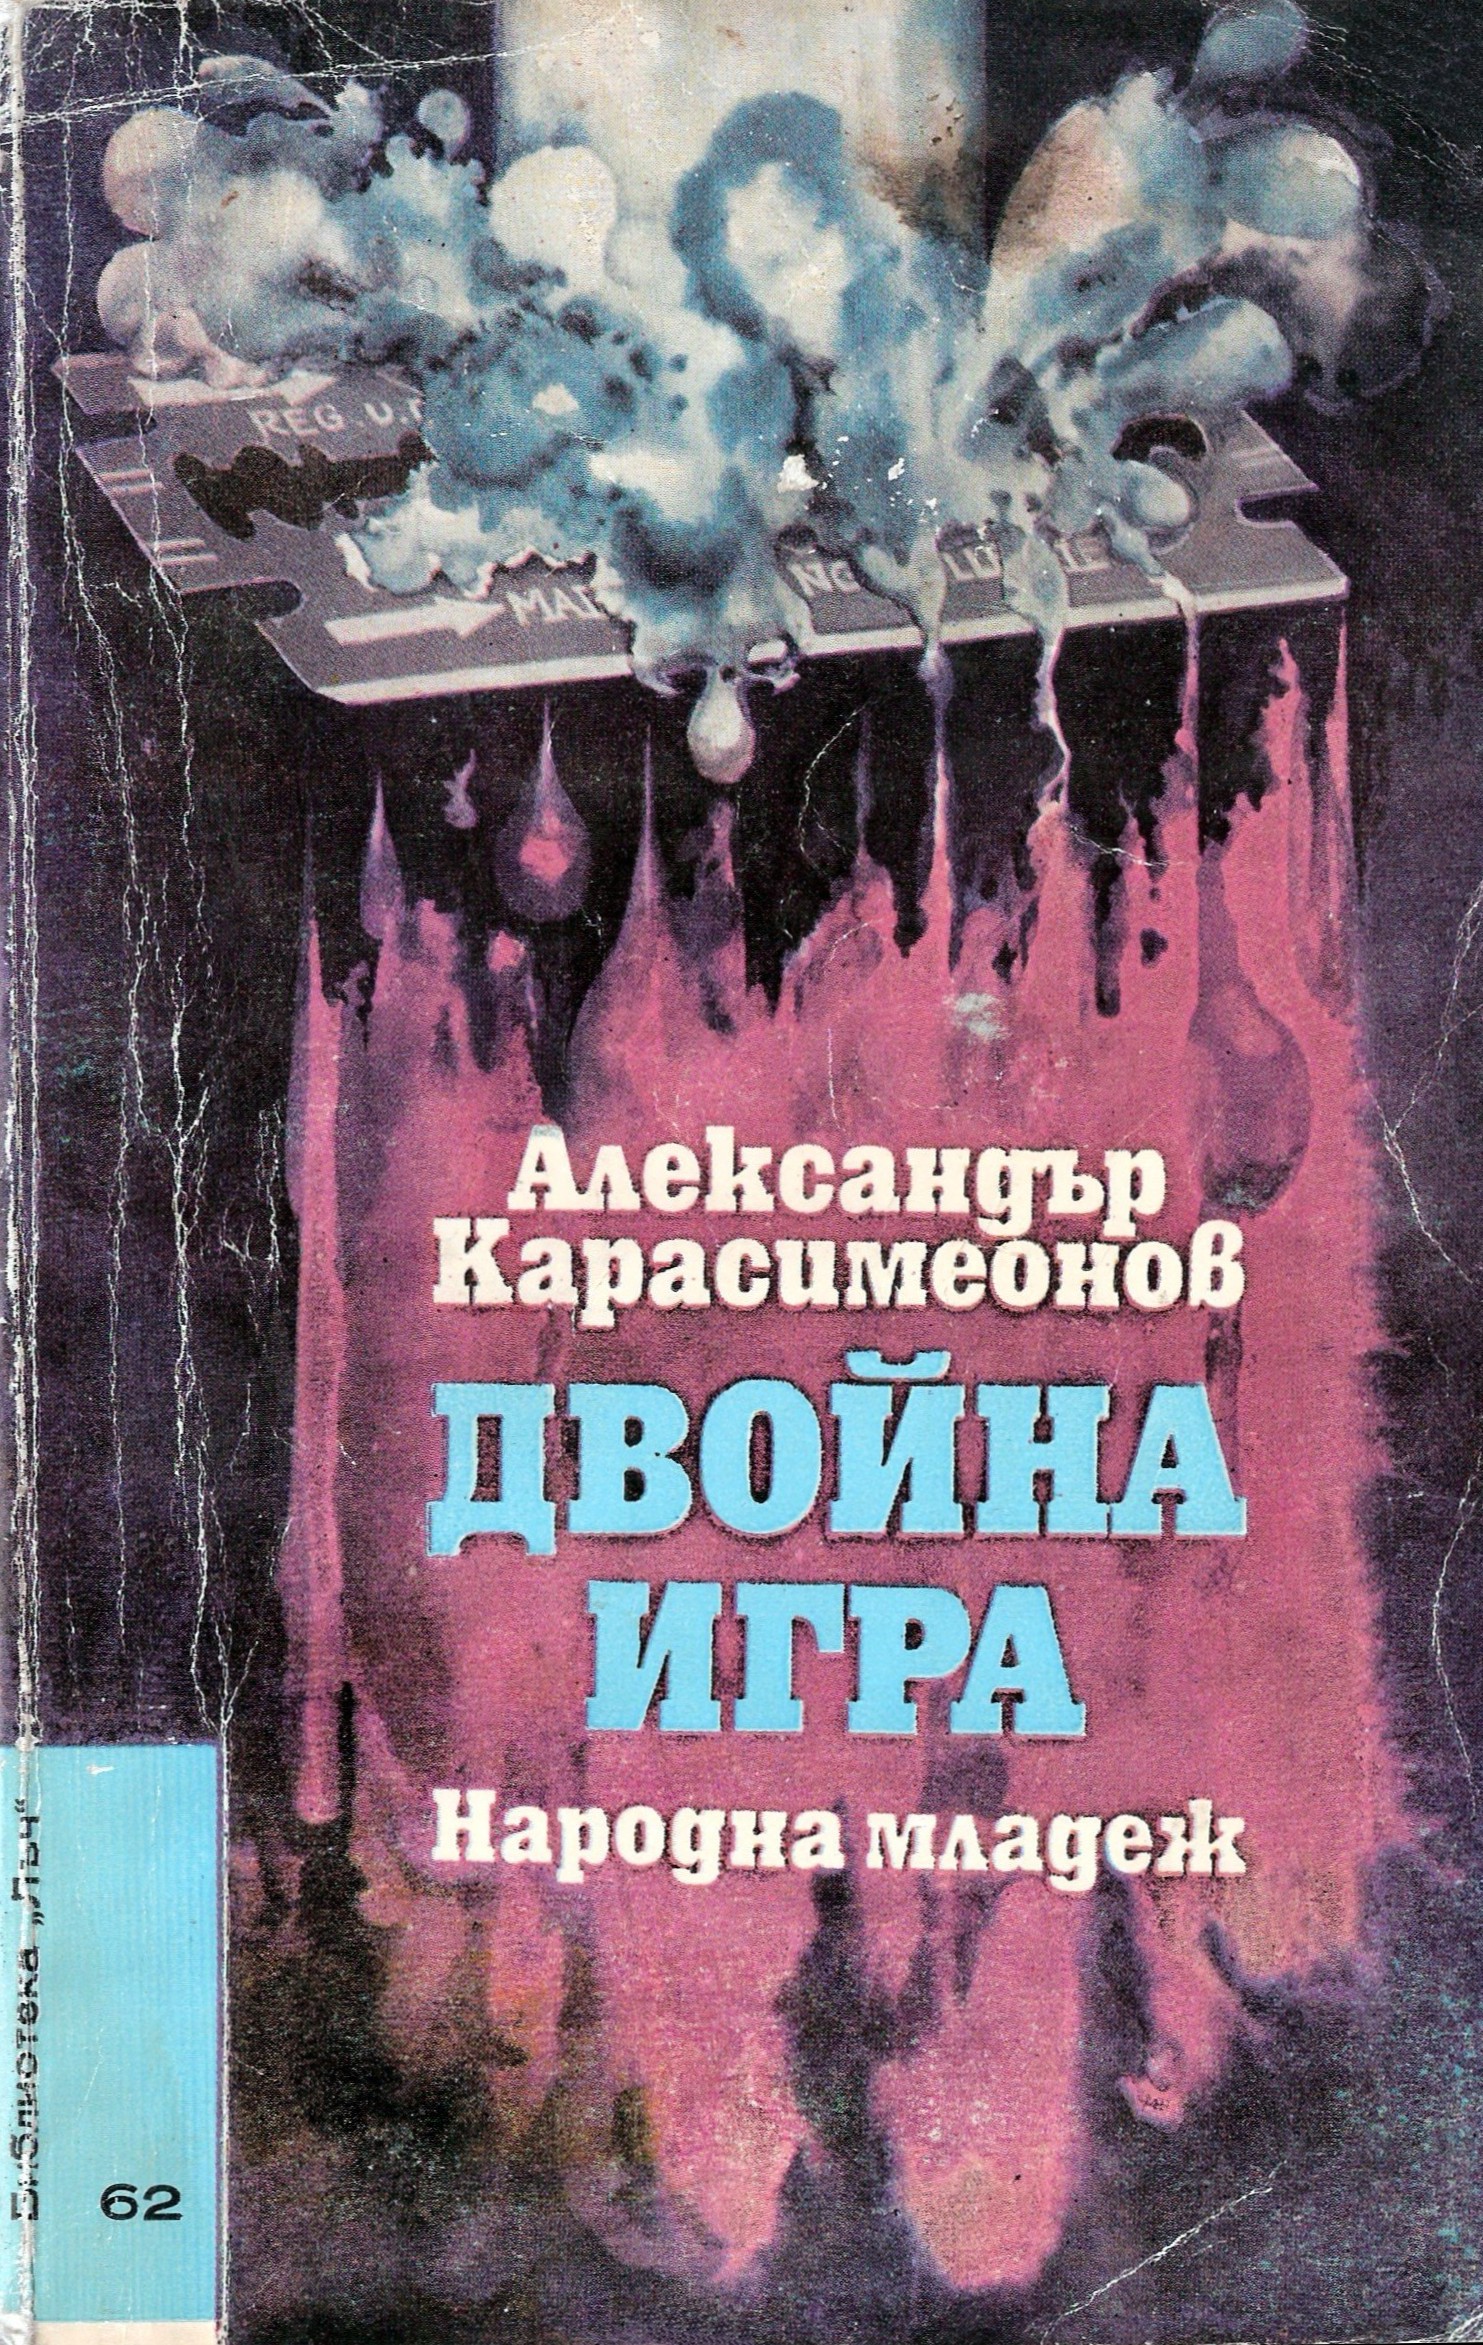 REG. U.
Александър
Карасимеонов
ДВОЙНА
ИГРА
Народна младеж
Библиотека „Лъч“
62